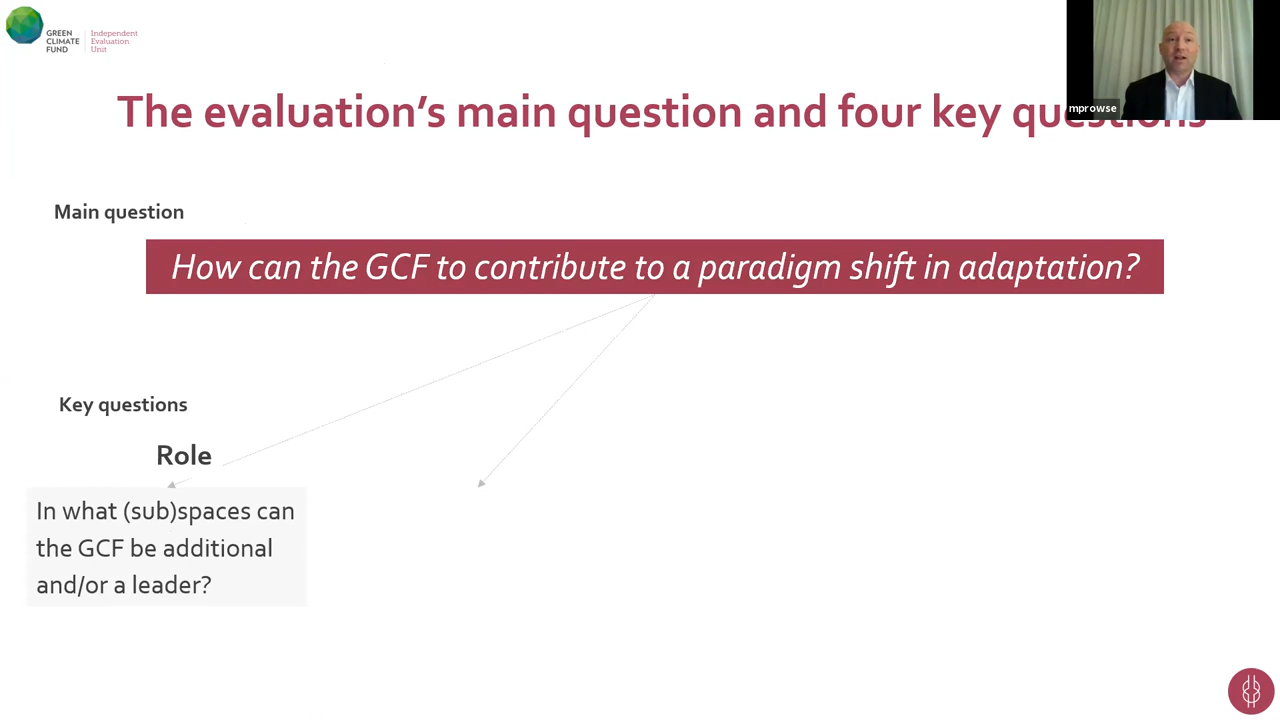 GREEN
CLIMATE
FUND
Independent
Evaluation
Unit
mprowse
The evaluation's main question and four key questions
Main question
How can the GCF to contribute to a paradigm shift in adaptation?
Key questions
Role
In what (sub)spaces can
the GCF be additional
and/or a leader?